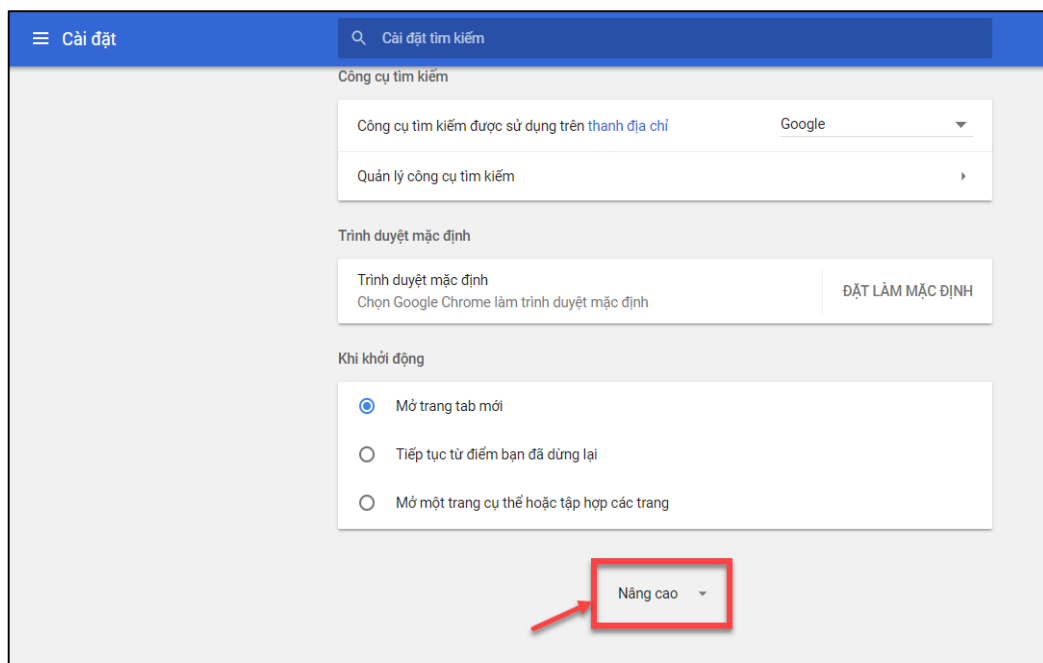 Cài đặt
Cài đặt tìm kiếm
Công cụ tìm kiếm
Công cụ tìm kiếm được sử dụng trên thanh địa chỉ
Google
Quản lý công cụ tìm kiếm
Trình duyệt mặc định
Trình duyệt mặc định
Chọn Google Chrome làm trình duyệt mặc định
ĐẶT LÀM MẶC ĐỊNH
Khi khởi động
Mở trang tab mới
Tiếp tục từ điểm bạn đã dừng lại
Mở một trang cụ thể hoặc tập hợp các trang
Nâng cao